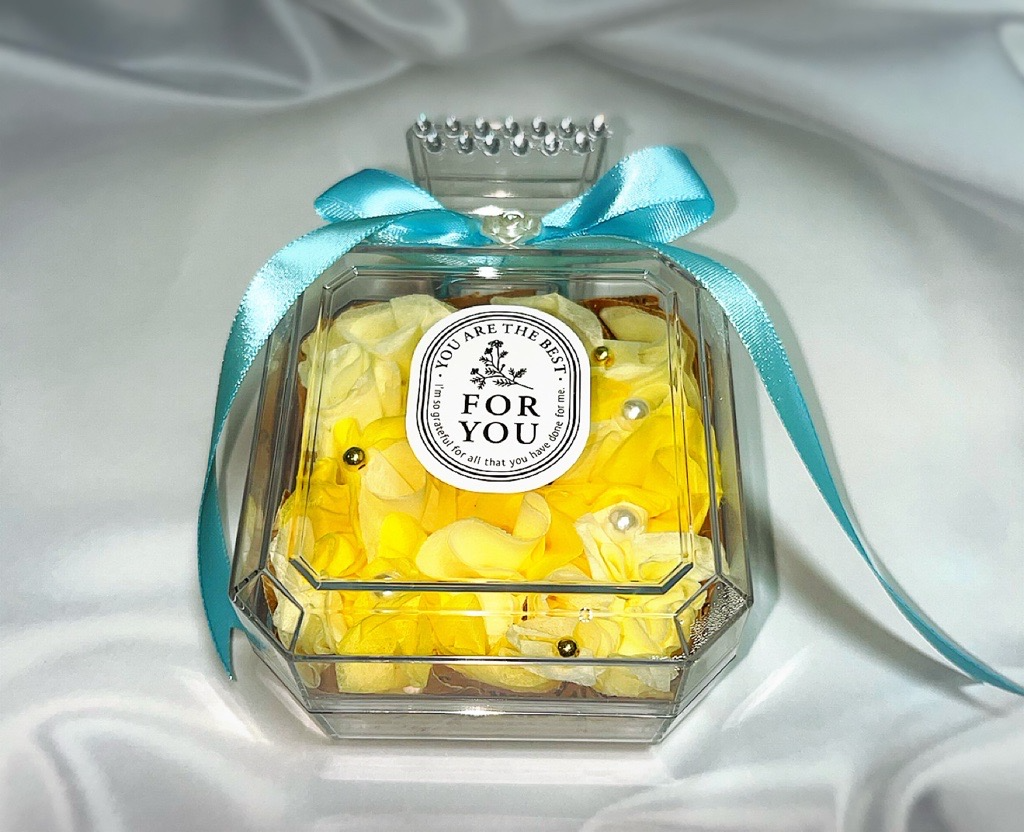 · YOU ARE THE BEST ·
FOR
YOU
I'm so grateful for all that you have done for me.